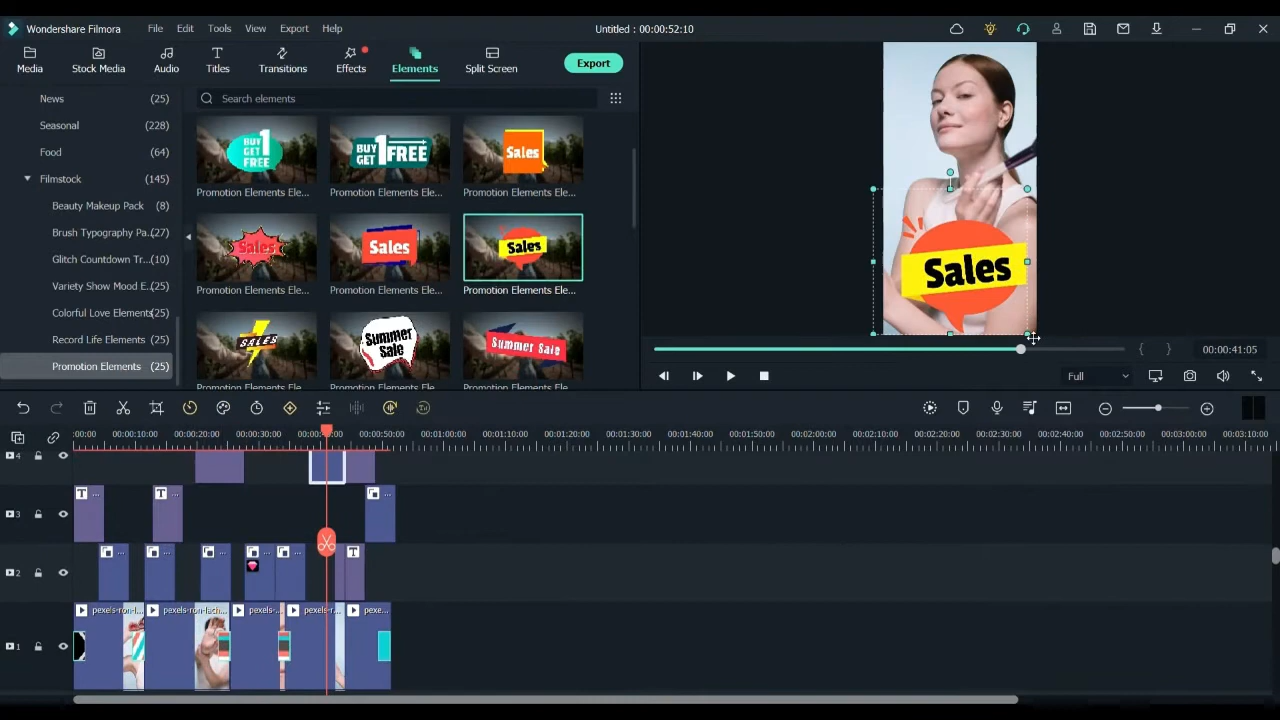 Wondershare Filmora
File
Edit
Tools
View
Export
Help
Untitled : 00:00:52:10
Media
Stock Media
Audio
Titles
Transitions
Effects
Elements
Split Screen
Export
News (25)
Seasonal (228)
Food (64)
Filmstock (145)
Beauty Makeup Pack (8)
Brush Typography Pa..(27)
Glitch Countdown Tr...(10)
Variety Show Mood E..(25)
Colorful Love Elements(25)
Record Life Elements (25)
Promotion Elements (25)
Search elements
BUY 1 GET FREE
BUY 1 GET FREE
Sales
Promotion Elements Ele...
Promotion Elements Ele...
Promotion Elements Ele...
Sales
Sales
Sales
Promotion Elements Ele...
Promotion Elements Ele...
Promotion Elements Ele...
SALES
Summer Sale
Summer Sale
Sales
00:00:41:05
Full
:00:00
00:00:10:00
00:00:20:00
00:00:30:00
00:00:50:00
00:01:00:00
00:01:10:00
00:01:20:00
00:01:30:00
00:01:40:00
00:01:50:00
00:02:00:00
00:02:10:00
00:02:20:00
00:02:30:00
00:02:40:00
00:02:50:00
00:03:00:00
00:03:10:00
4
3
T ...
T ...
...
2
... ... ... ... ... T
1
pexels-ron-l...
pexels-ron-lach...
pexels-...
pexels-r...
pexe...